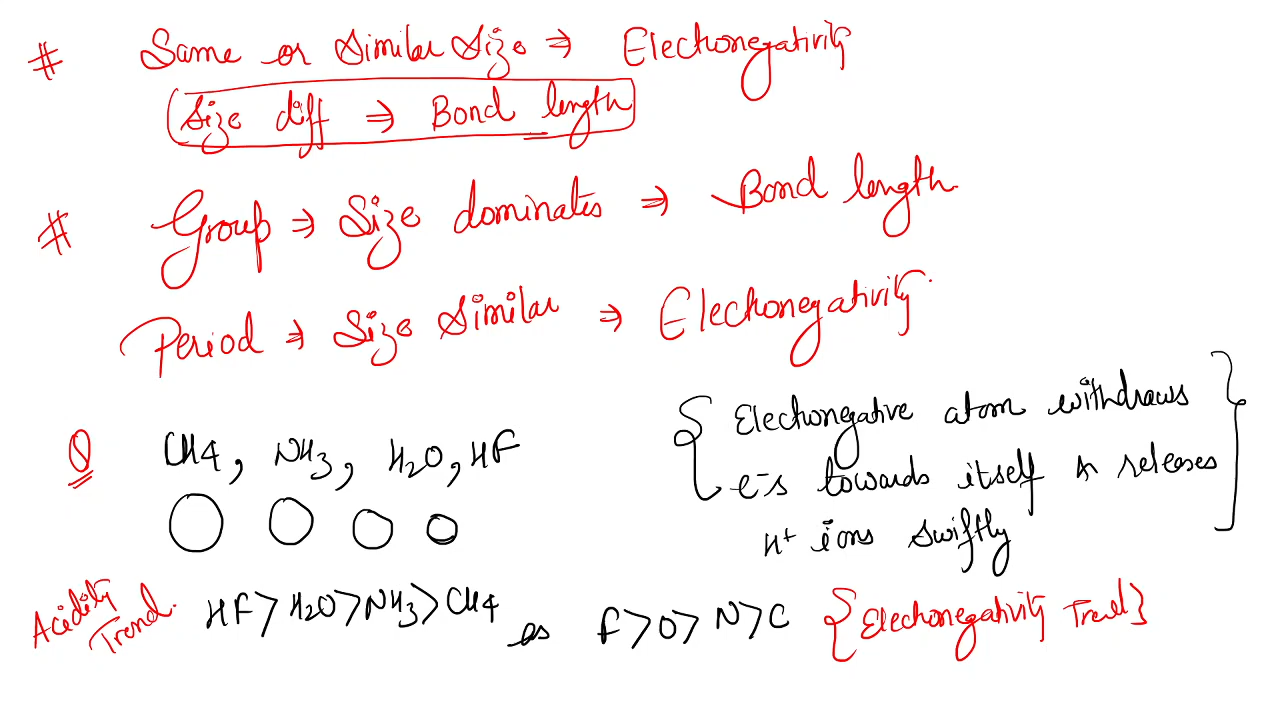 # Same or Similar Size ⇒ Electronegativity
Size diff ⇒ Bond length
# Group ⇒ Size dominates ⇒ Bond length
Period ⇒ Size similar ⇒ Electronegativity
Q CH4, NH3, H2O, HF
{ Electronegative atom withdraws
e-s towards itself & releases
H+ ions swiftly }
Acidity Trend. HF > H2O > NH3 > CH4 as F > O > N > C {Electronegativity Trend}